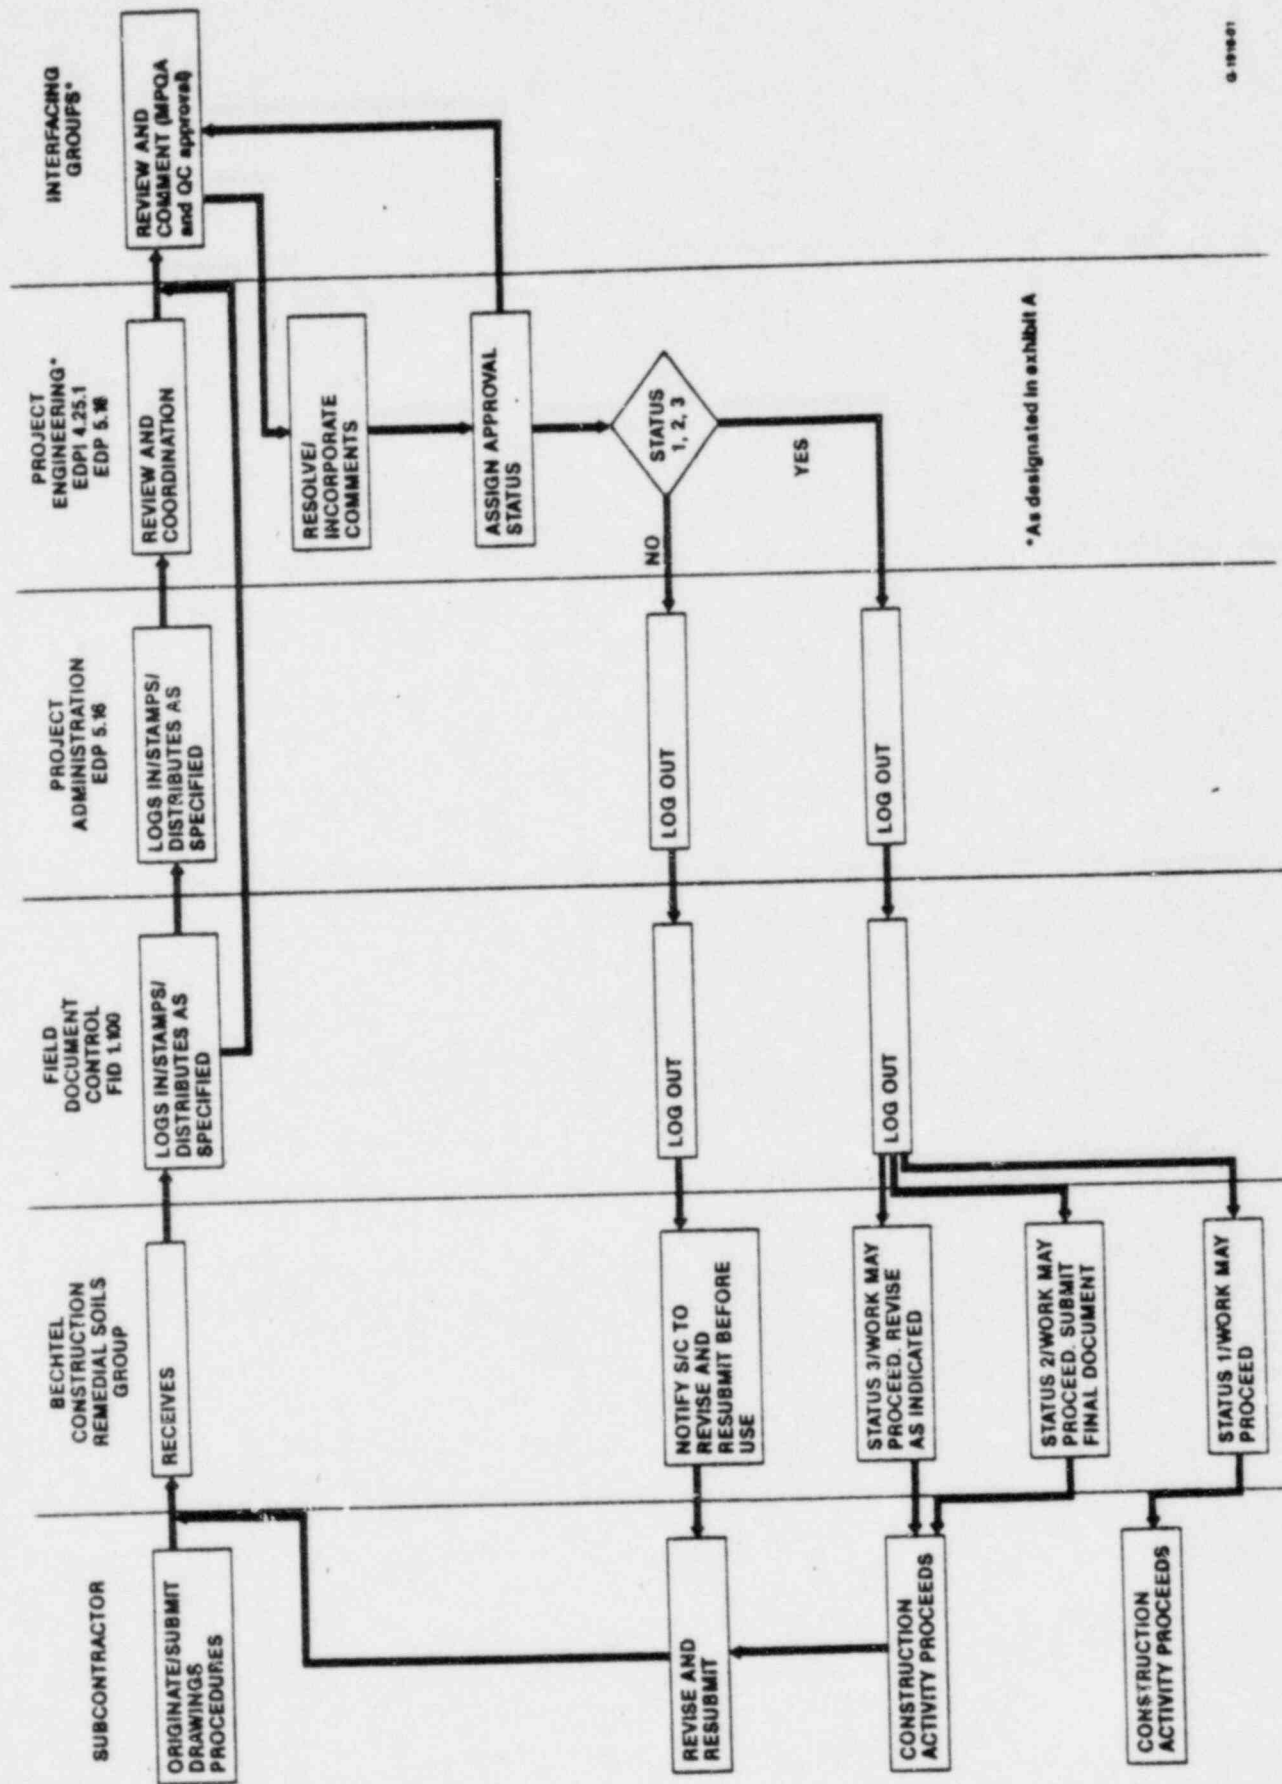 SUBCONTRACTOR
BECHTEL
CONSTRUCTION
REMEDIAL SOILS
GROUP
FIELD
DOCUMENT
CONTROL
FID 1.100
PROJECT
ADMINISTRATION
EDP 5.16
PROJECT
ENGINEERING*
EDPI 4.25.1
EDP 5.16
INTERFACING
GROUPS*
ORIGINATE/SUBMIT
DRAWINGS
PROCEDURES
RECEIVES
LOGS IN/STAMPS/
DISTRIBUTES AS
SPECIFIED
LOGS IN/STAMPS/
DISTRIBUTES AS
SPECIFIED
REVIEW AND
COORDINATION
REVIEW AND
COMMENT (MPQA
and QC approval)
RESOLVE/
INCORPORATE
COMMENTS
ASSIGN APPROVAL
STATUS
STATUS
1, 2, 3
NO
YES
REVISE AND
RESUBMIT
NOTIFY S/C TO
REVISE AND
RESUBMIT BEFORE
USE
LOG OUT
LOG OUT
CONSTRUCTION
ACTIVITY PROCEEDS
STATUS 3/WORK MAY
PROCEED. REVISE
AS INDICATED
LOG OUT
LOG OUT
STATUS 2/WORK MAY
PROCEED. SUBMIT
FINAL DOCUMENT
CONSTRUCTION
ACTIVITY PROCEEDS
STATUS 1/WORK MAY
PROCEED
*As designated in exhibit A
G-1916-01